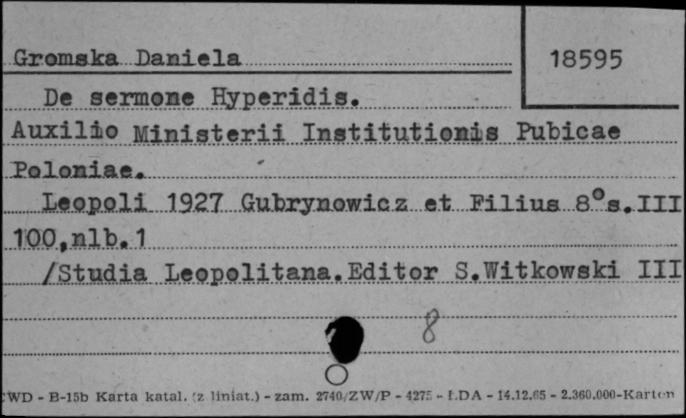 Gromska Daniela
18595
De sermone Hyperidis.
Auxilio Ministerii Institutionis Pubicae
Poloniae.
Leopoli 1927 Gubrynowicz et Filius 8°s.III
100,nlb.1
/Studia Leopolitana.Editor S.Witkowski III
8
WD - B-15b Karta katal. (z liniat.) - zam. 2740/ZW/P - 4275 - LDA - 14.12.65 - 2.360.000-Karton